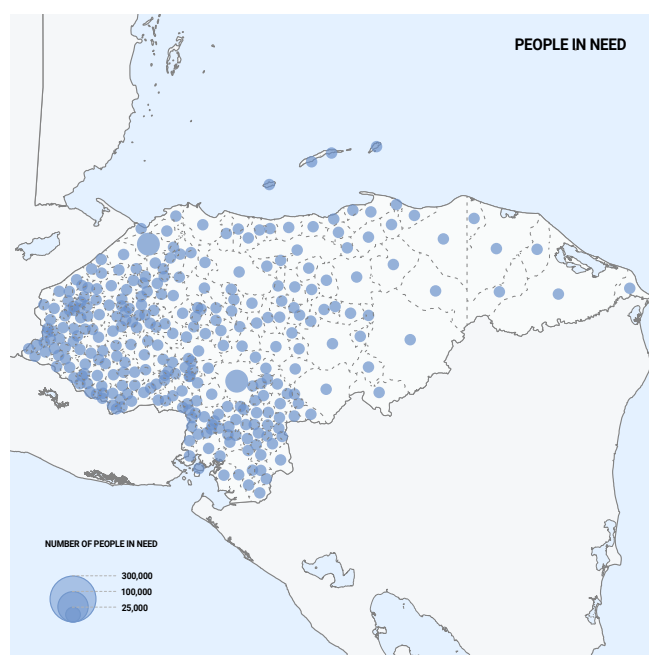 PEOPLE IN NEED
NUMBER OF PEOPLE IN NEED
300,000
100,000
25,000